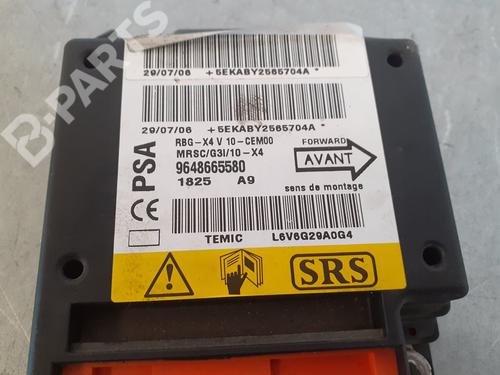 B-PARTS
29/07/06 +5EKABY2565704A*
29/07/06 +5EKABY2565704A*
PSA
RBG-X4 V 10-CEM00
MRSC/G3I/10-X4
9648665580
1825 A9
FORWARD
AVANT
sens de montage
CE
TEMIC L6V6G29A0G4
SRS